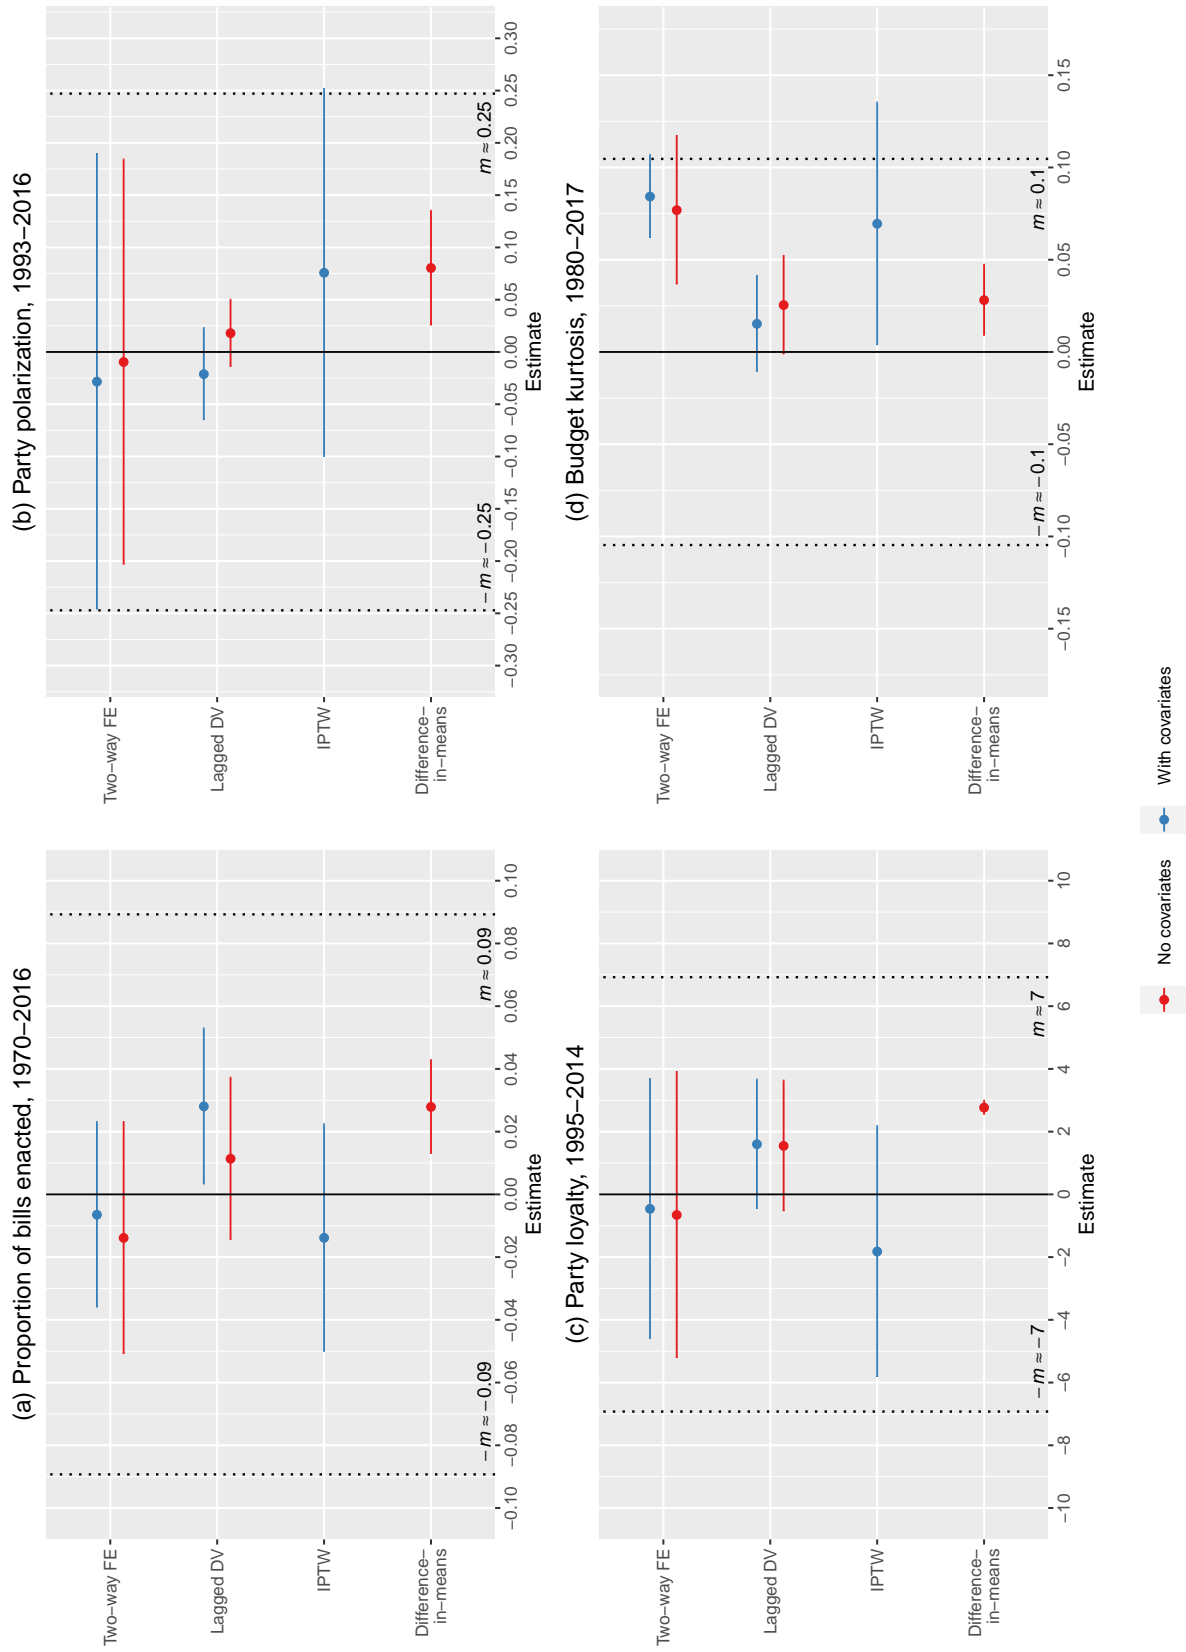 (a) Proportion of bills enacted, 1970−2016
Two−way FE
Lagged DV
IPTW
Difference−
in−means
−m ≈ −0.09
m ≈ 0.09
−0.10 −0.08 −0.06 −0.04 −0.02 0.00 0.02 0.04 0.06 0.08 0.10
Estimate
(b) Party polarization, 1993−2016
Two−way FE
Lagged DV
IPTW
Difference−
in−means
−m ≈ −0.25
m ≈ 0.25
−0.30 −0.25 −0.20 −0.15 −0.10 −0.05 0.00 0.05 0.10 0.15 0.20 0.25 0.30
Estimate
(c) Party loyalty, 1995−2014
Two−way FE
Lagged DV
IPTW
Difference−
in−means
−m ≈ −7
m ≈ 7
−10 −8 −6 −4 −2 0 2 4 6 8 10
Estimate
(d) Budget kurtosis, 1980−2017
Two−way FE
Lagged DV
IPTW
Difference−
in−means
−m ≈ −0.1
m ≈ 0.1
−0.15 −0.10 −0.05 0.00 0.05 0.10 0.15
Estimate
No covariates With covariates